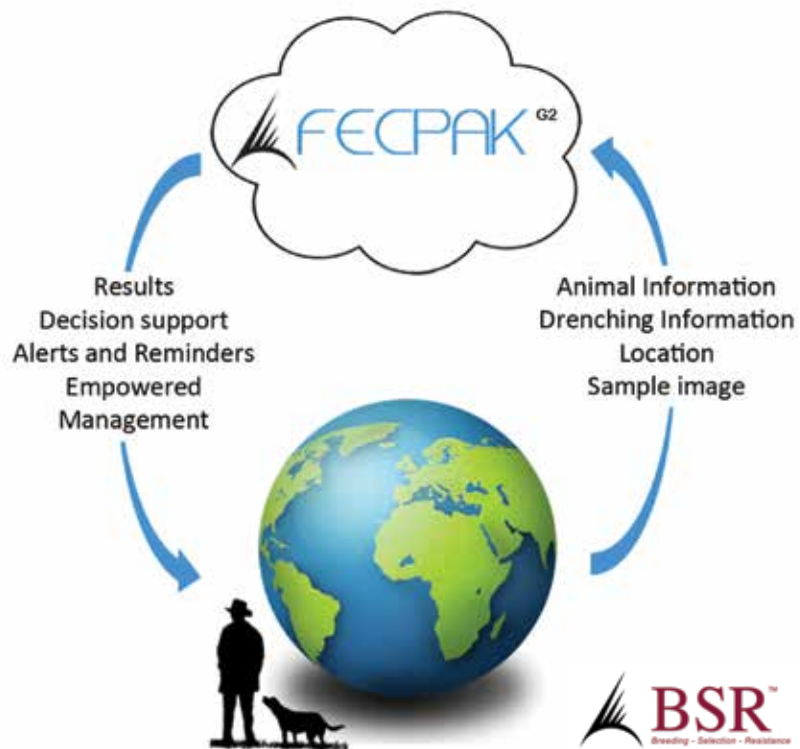 FECPAK G2
Results
Decision support
Alerts and Reminders
Empowered
Management
Animal Information
Drenching Information
Location
Sample image
BSR™
Breeding - Selection - Resistance